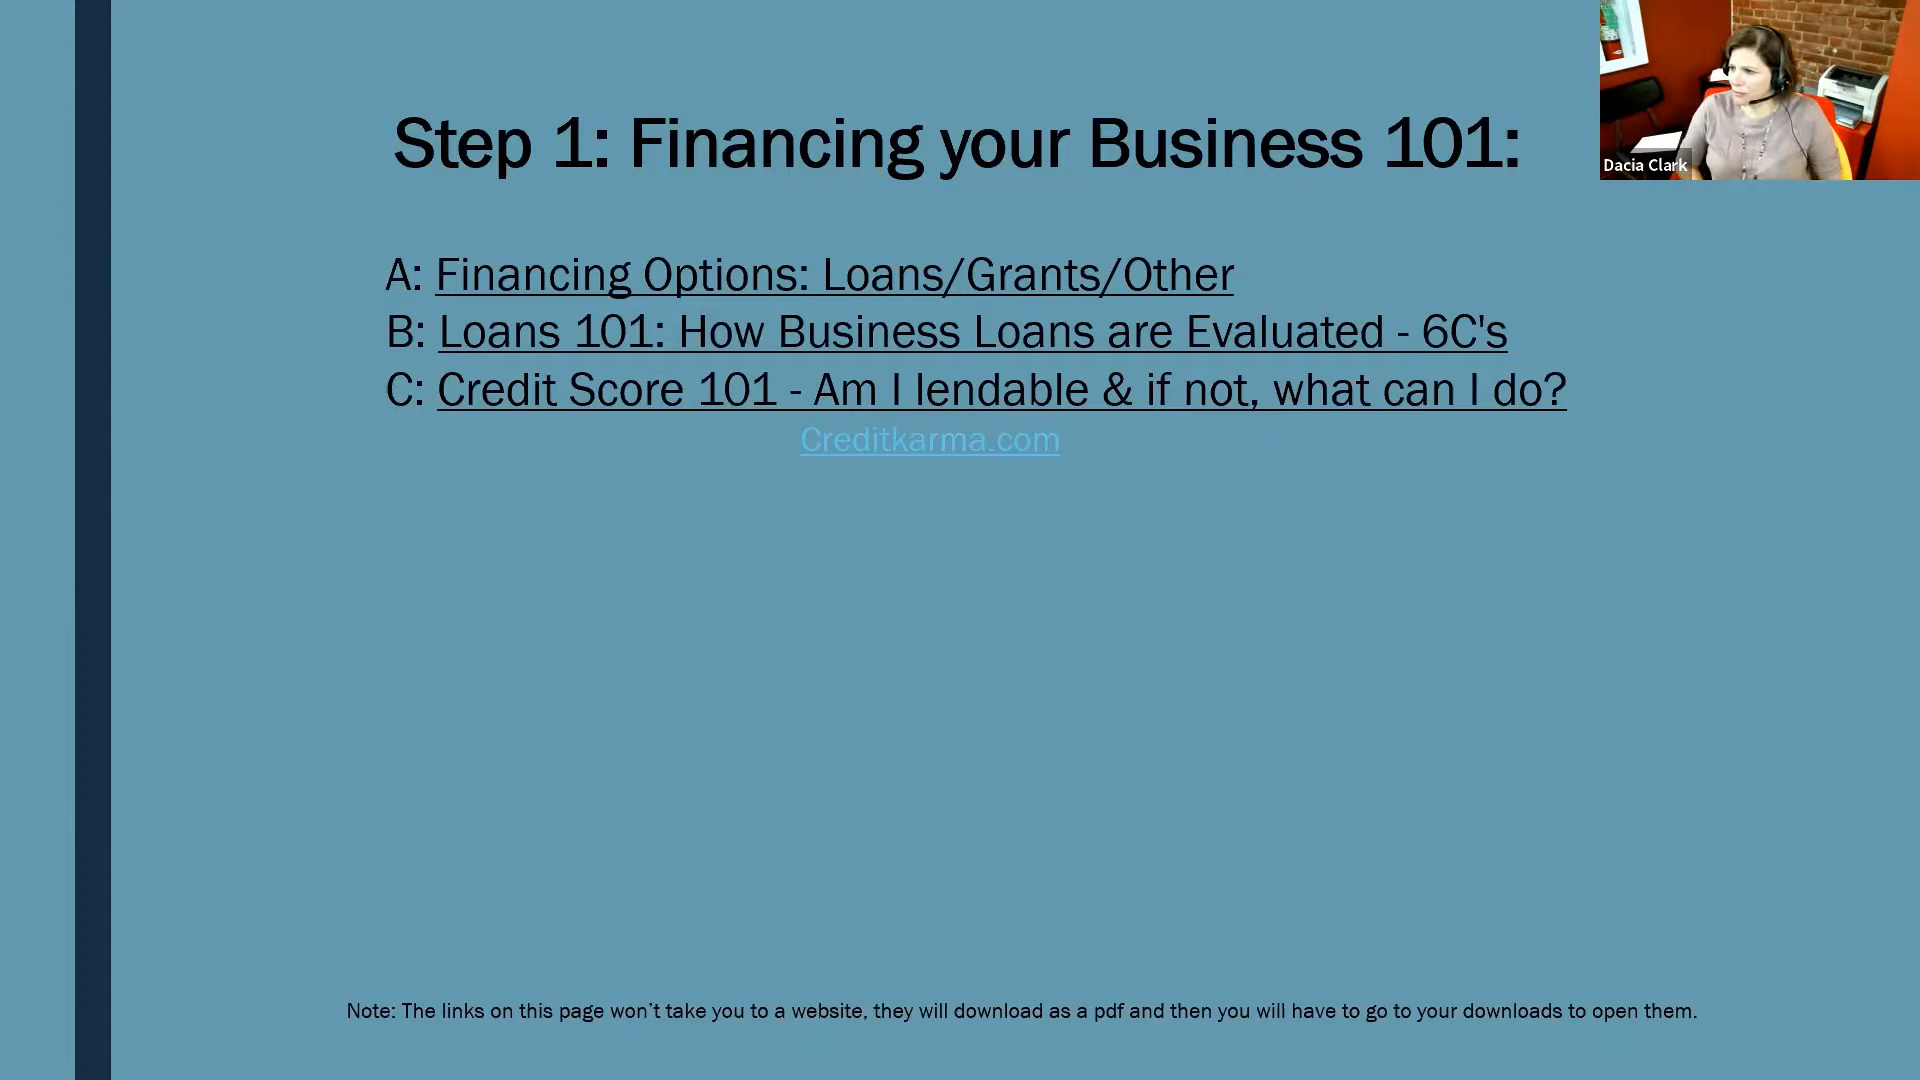 Step 1: Financing your Business 101:
Dacia Clark
A: Financing Options: Loans/Grants/Other
B: Loans 101: How Business Loans are Evaluated - 6C's
C: Credit Score 101 - Am I lendable & if not, what can I do?
Creditkarma.com
Note: The links on this page won’t take you to a website, they will download as a pdf and then you will have to go to your downloads to open them.